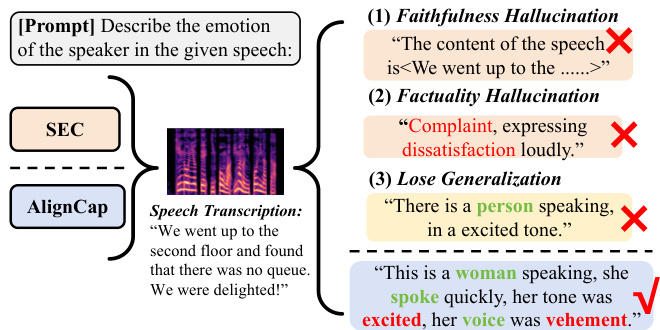 [Prompt] Describe the emotion
of the speaker in the given speech:
SEC
AlignCap
Speech Transcription:
“We went up to the
second floor and found
that there was no queue.
We were delighted!”
(1) Faithfulness Hallucination
“The content of the speech
is<We went up to the ......>”
(2) Factuality Hallucination
“Complaint, expressing
dissatisfaction loudly.”
(3) Lose Generalization
“There is a person speaking,
in a excited tone.”
“This is a woman speaking, she
spoke quickly, her tone was
excited, her voice was vehement.”